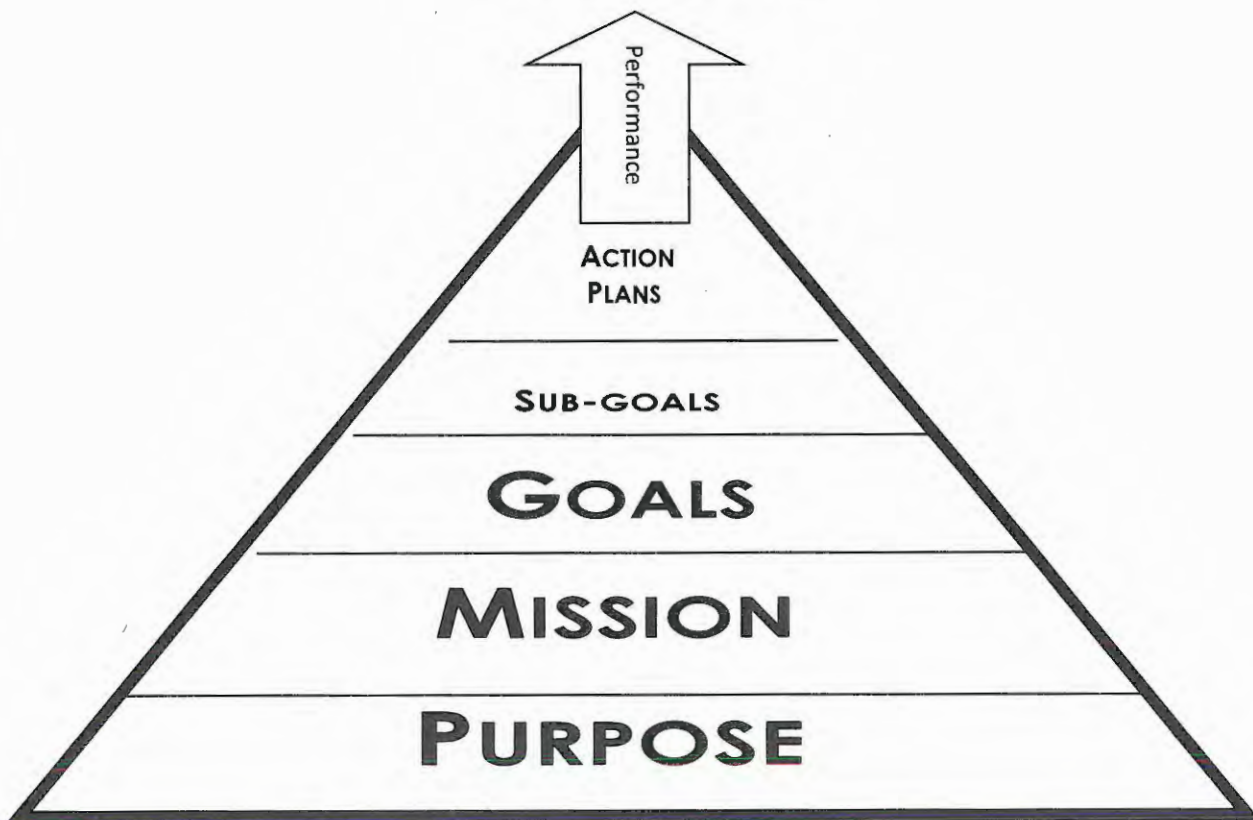 Performance
ACTION
PLANS
SUB-GOALS
GOALS
MISSION
PURPOSE